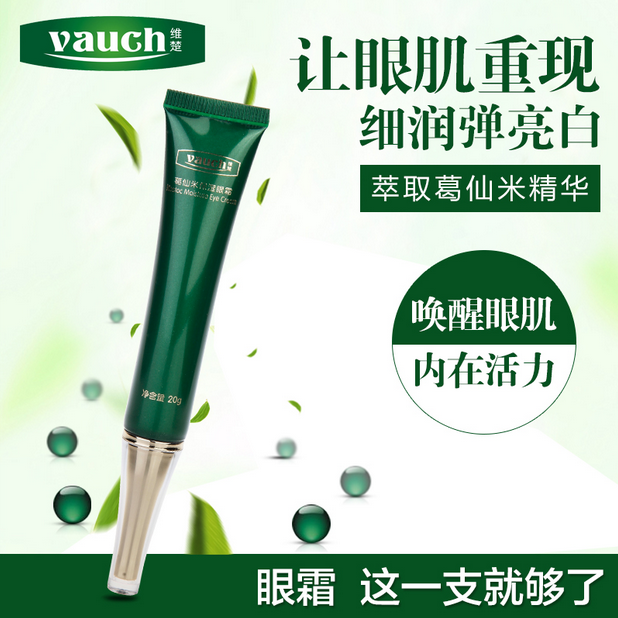 vauch 维楚
让眼肌重现
细润弹亮白
萃取葛仙米精华
唤醒眼肌
内在活力
vauch 维楚
葛仙米 眼霜
Eye Cream
净含量 20g
眼霜 这一支就够了